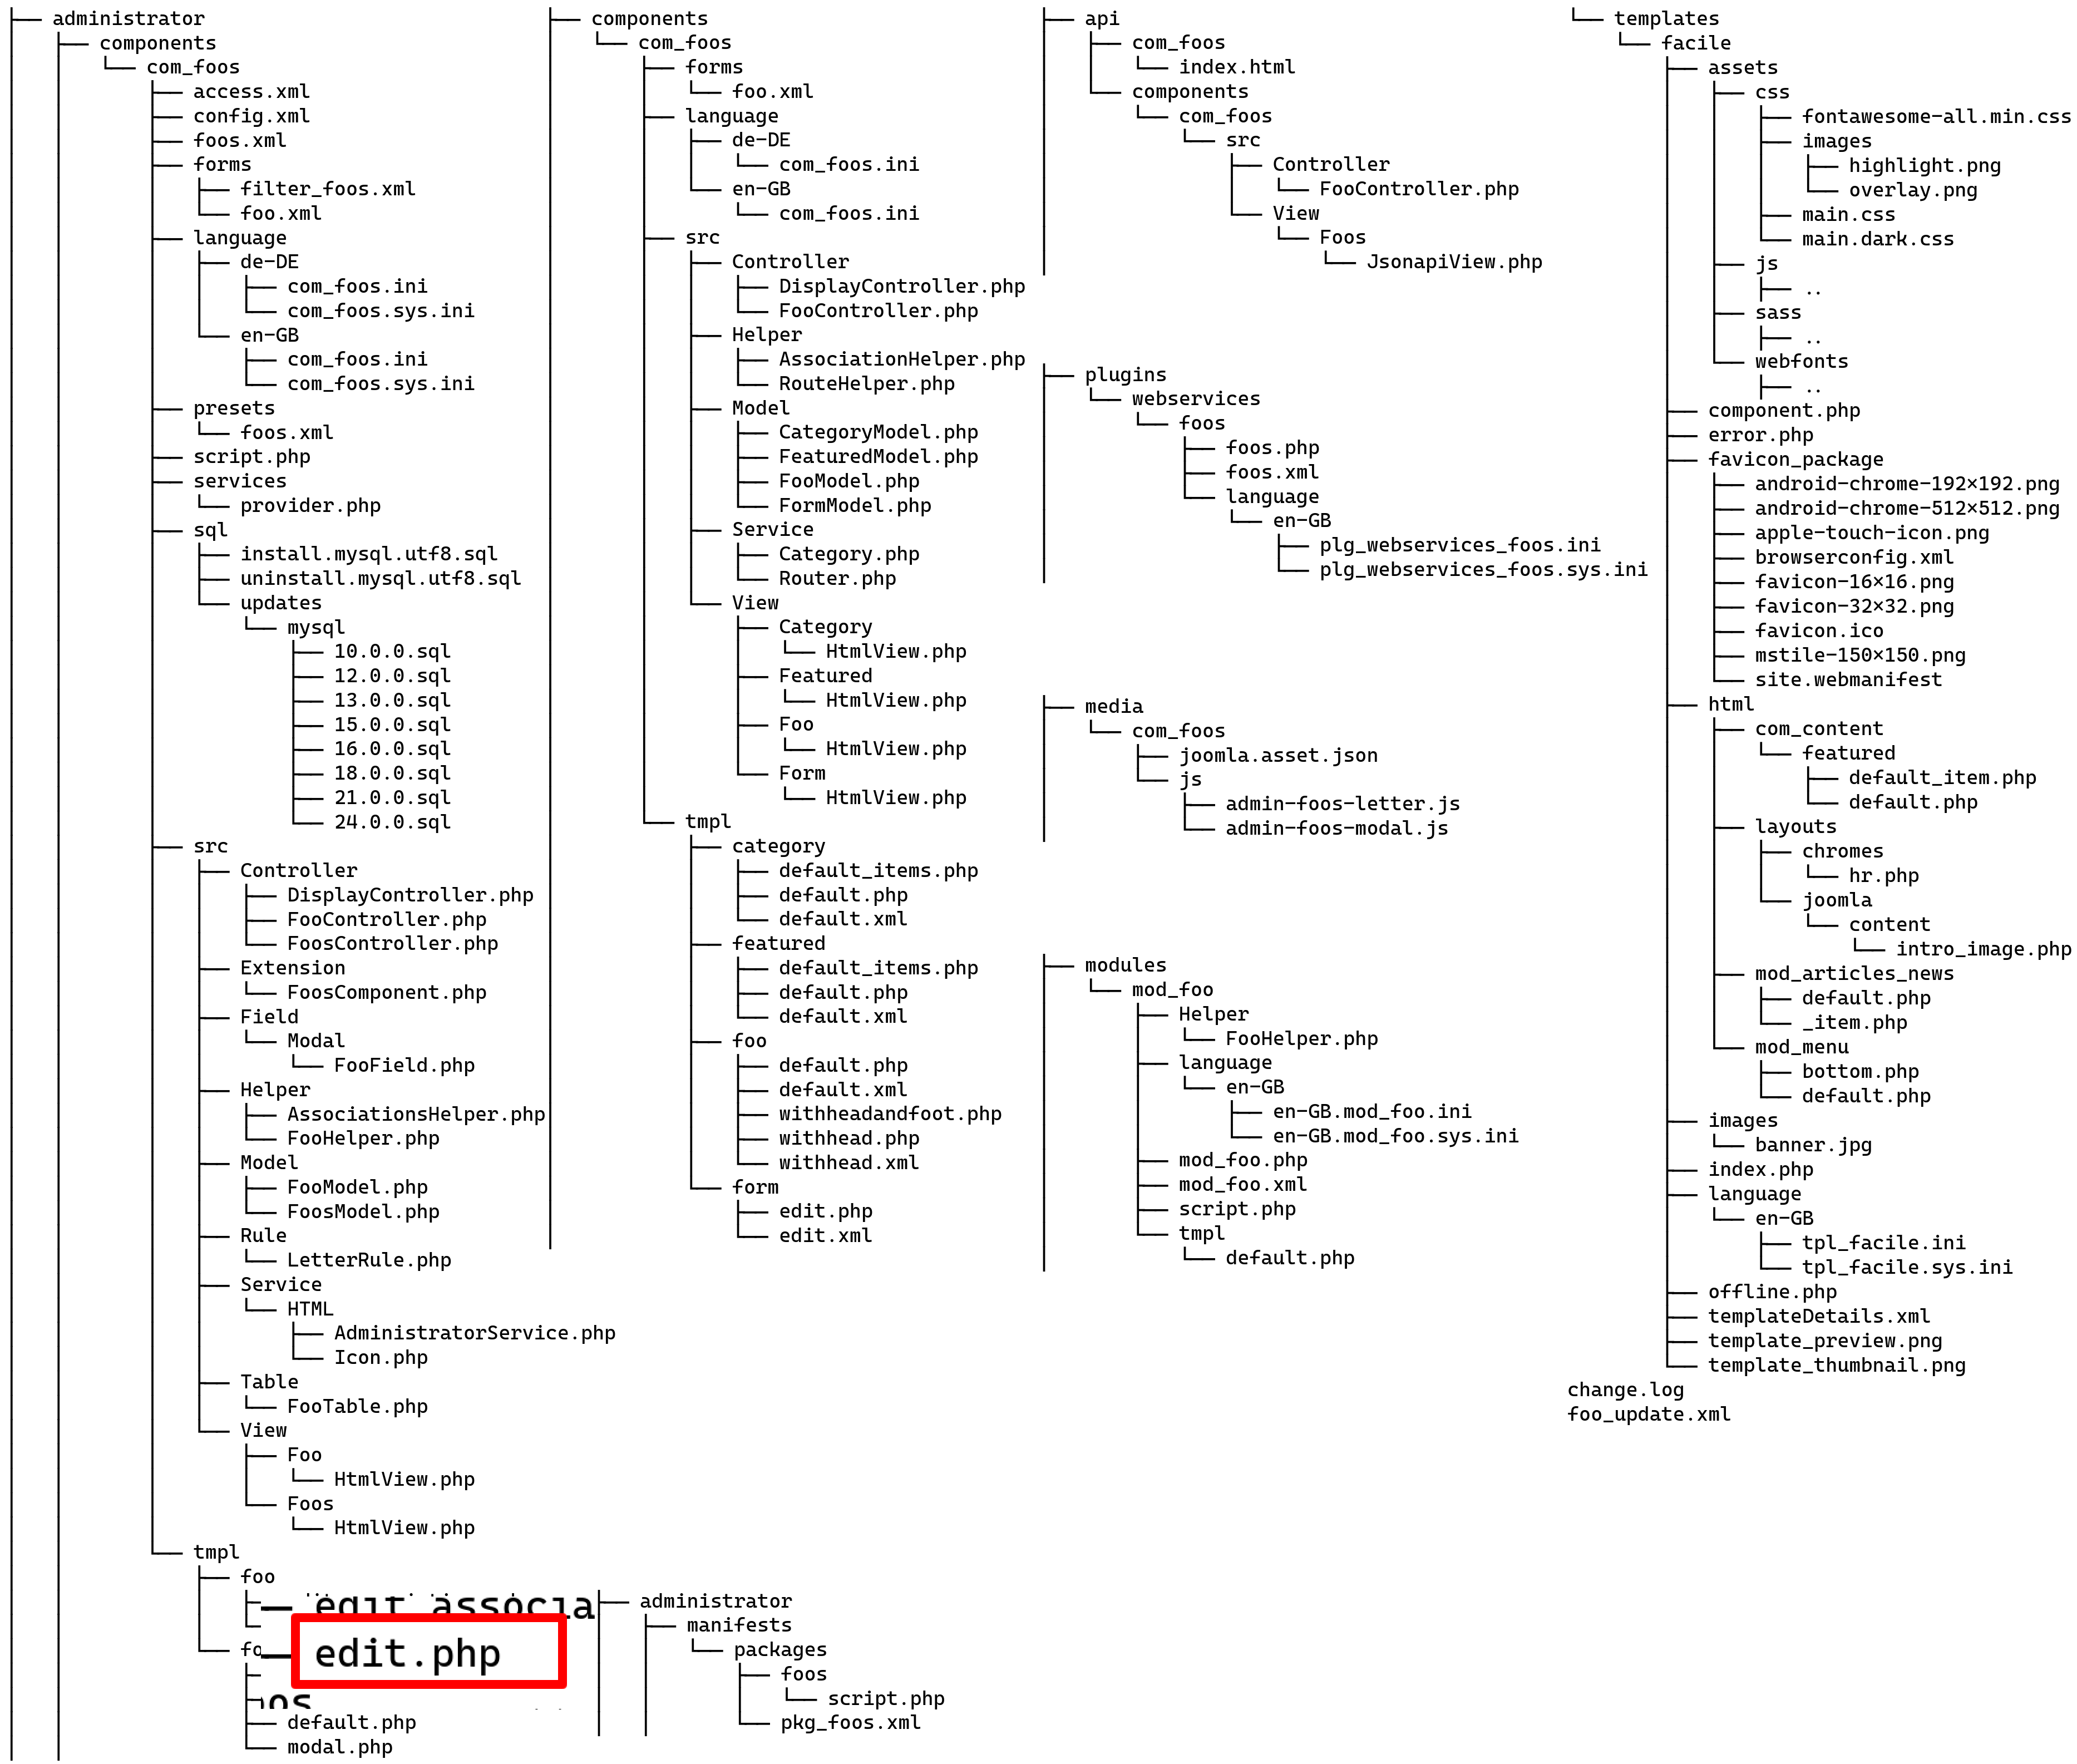 administrator
components
com_foos
access.xml
config.xml
foos.xml
forms
filter_foos.xml
foo.xml
language
de-DE
com_foos.ini
com_foos.sys.ini
en-GB
com_foos.ini
com_foos.sys.ini
presets
foos.xml
script.php
services
provider.php
sql
install.mysql.utf8.sql
uninstall.mysql.utf8.sql
updates
mysql
10.0.0.sql
12.0.0.sql
13.0.0.sql
15.0.0.sql
16.0.0.sql
18.0.0.sql
21.0.0.sql
24.0.0.sql
src
Controller
DisplayController.php
FooController.php
FoosController.php
Extension
FoosComponent.php
Field
Modal
FooField.php
Helper
AssociationsHelper.php
FooHelper.php
Model
FooModel.php
FoosModel.php
Rule
LetterRule.php
Service
HTML
AdministratorService.php
Icon.php
Table
FooTable.php
View
Foo
HtmlView.php
Foos
HtmlView.php
tmpl
foo
edit.php
default.php
modal.php
components
com_foos
forms
foo.xml
language
de-DE
com_foos.ini
en-GB
com_foos.ini
src
Controller
DisplayController.php
FooController.php
Helper
AssociationHelper.php
RouteHelper.php
Model
CategoryModel.php
FeaturedModel.php
FooModel.php
FormModel.php
Service
Category.php
Router.php
View
Category
HtmlView.php
Featured
HtmlView.php
Foo
HtmlView.php
Form
HtmlView.php
tmpl
category
default_items.php
default.php
default.xml
featured
default_items.php
default.php
default.xml
foo
default.php
default.xml
withheadandfoot.php
withhead.php
withhead.xml
form
edit.php
edit.xml
administrator
manifests
packages
foos
script.php
pkg_foos.xml
api
com_foos
index.html
components
com_foos
src
Controller
FooController.php
View
Foos
JsonapiView.php
plugins
webservices
foos
foos.php
foos.xml
language
en-GB
plg_webservices_foos.ini
plg_webservices_foos.sys.ini
media
com_foos
joomla.asset.json
js
admin-foos-letter.js
admin-foos-modal.js
modules
mod_foo
Helper
FooHelper.php
language
en-GB
en-GB.mod_foo.ini
en-GB.mod_foo.sys.ini
mod_foo.php
mod_foo.xml
script.php
tmpl
default.php
templates
facile
assets
css
fontawesome-all.min.css
images
highlight.png
overlay.png
main.css
main.dark.css
js
..
sass
..
webfonts
..
component.php
error.php
favicon_package
android-chrome-192×192.png
android-chrome-512×512.png
apple-touch-icon.png
browserconfig.xml
favicon-16×16.png
favicon-32×32.png
favicon.ico
mstile-150×150.png
site.webmanifest
html
com_content
featured
default_item.php
default.php
layouts
chromes
hr.php
joomla
content
intro_image.php
mod_articles_news
default.php
_item.php
mod_menu
bottom.php
default.php
images
banner.jpg
index.php
language
en-GB
tpl_facile.ini
tpl_facile.sys.ini
offline.php
templateDetails.xml
template_preview.png
template_thumbnail.png
change.log
foo_update.xml